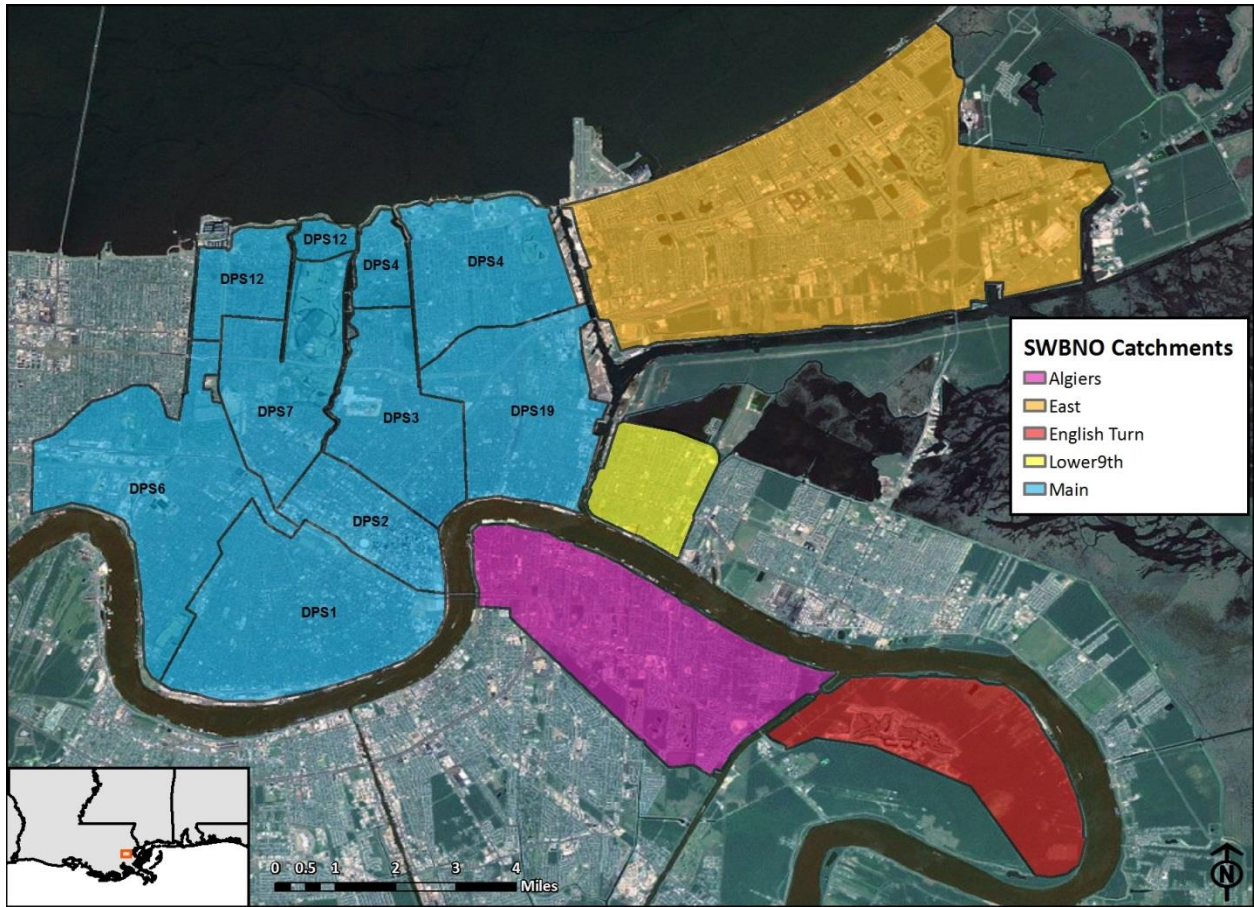 DPS12
DPS4
DPS4
DPS12
DPS7
DPS3
DPS19
DPS6
DPS2
DPS1
SWBNO Catchments
Algiers
East
English Turn
Lower9th
Main
0 0.5 1 2 3 4
Miles
N